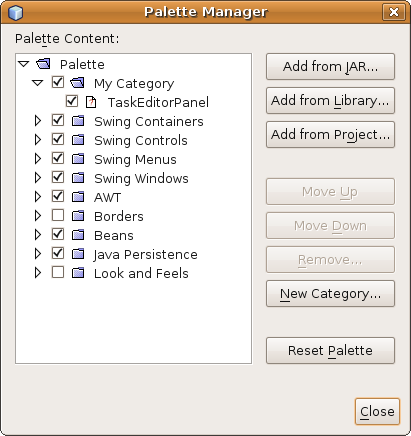 Palette Manager
Palette Content:
Palette
My Category
TaskEditorPanel
Swing Containers
Swing Controls
Swing Menus
Swing Windows
AWT
Borders
Beans
Java Persistence
Look and Feels
Add from JAR...
Add from Library...
Add from Project...
Move Up
Move Down
Remove...
New Category...
Reset Palette
Close